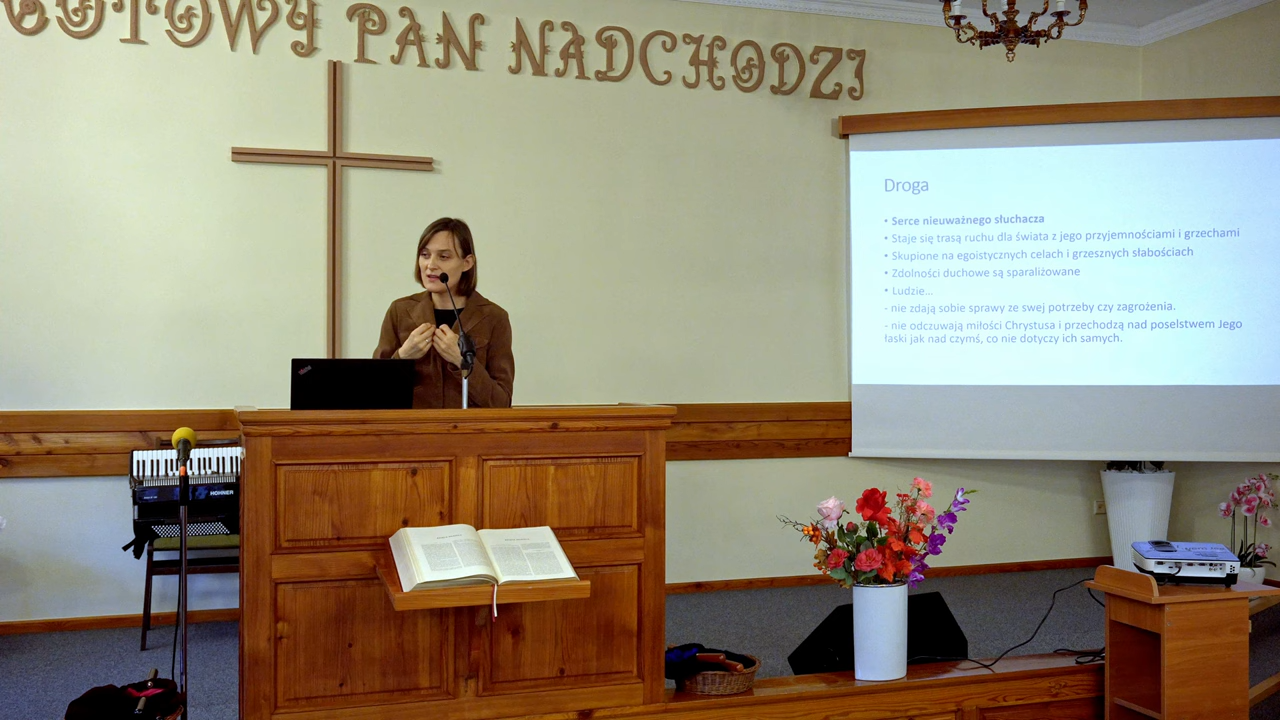 GOTOWY PAN NADCHODZI
Droga
• Serce nieuważnego słuchacza
• Staje się trasą ruchu dla świata z jego przyjemnościami i grzechami
• Skupione na egoistycznych celach i grzesznych słabościach
• Zdolności duchowe są sparaliżowane
• Ludzie...
- nie zdają sobie sprawy ze swej potrzeby czy zagrożenia.
- nie odczuwają miłości Chrystusa i przechodzą nad poselstwem Jego
łaski jak nad czymś, co nie dotyczy ich samych.
HOHNER